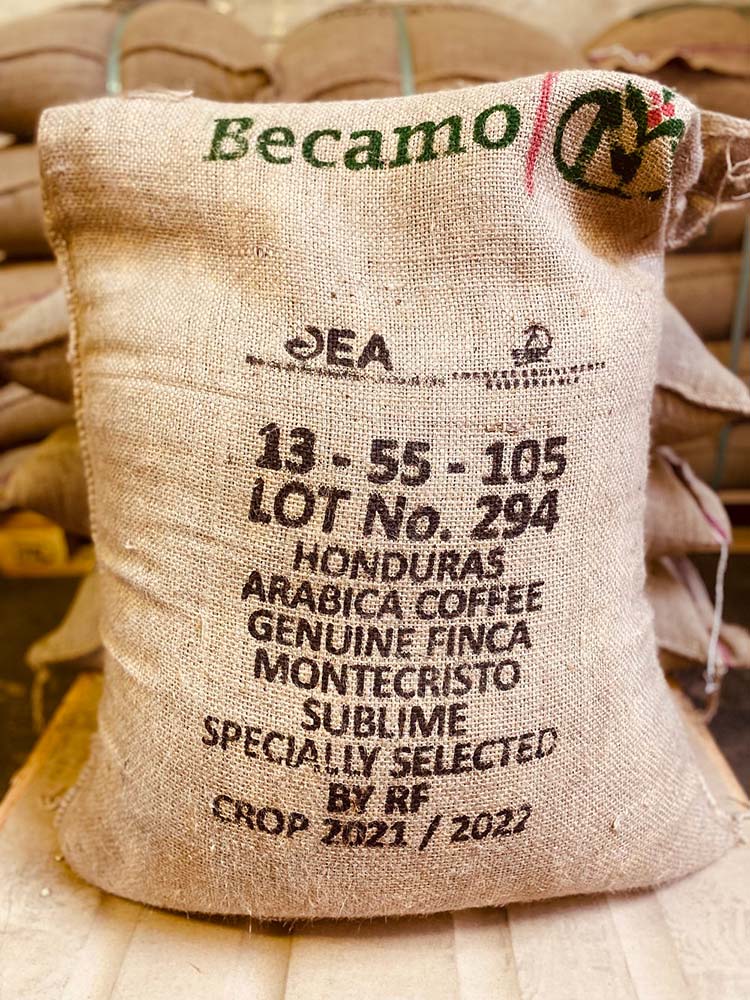 Becamo
OEA
13 - 55 - 105
LOT No. 294
HONDURAS
ARABICA COFFEE
GENUINE FINCA
MONTECRISTO
SUBLIME
SPECIALLY SELECTED
BY RF
CROP 2021 / 2022